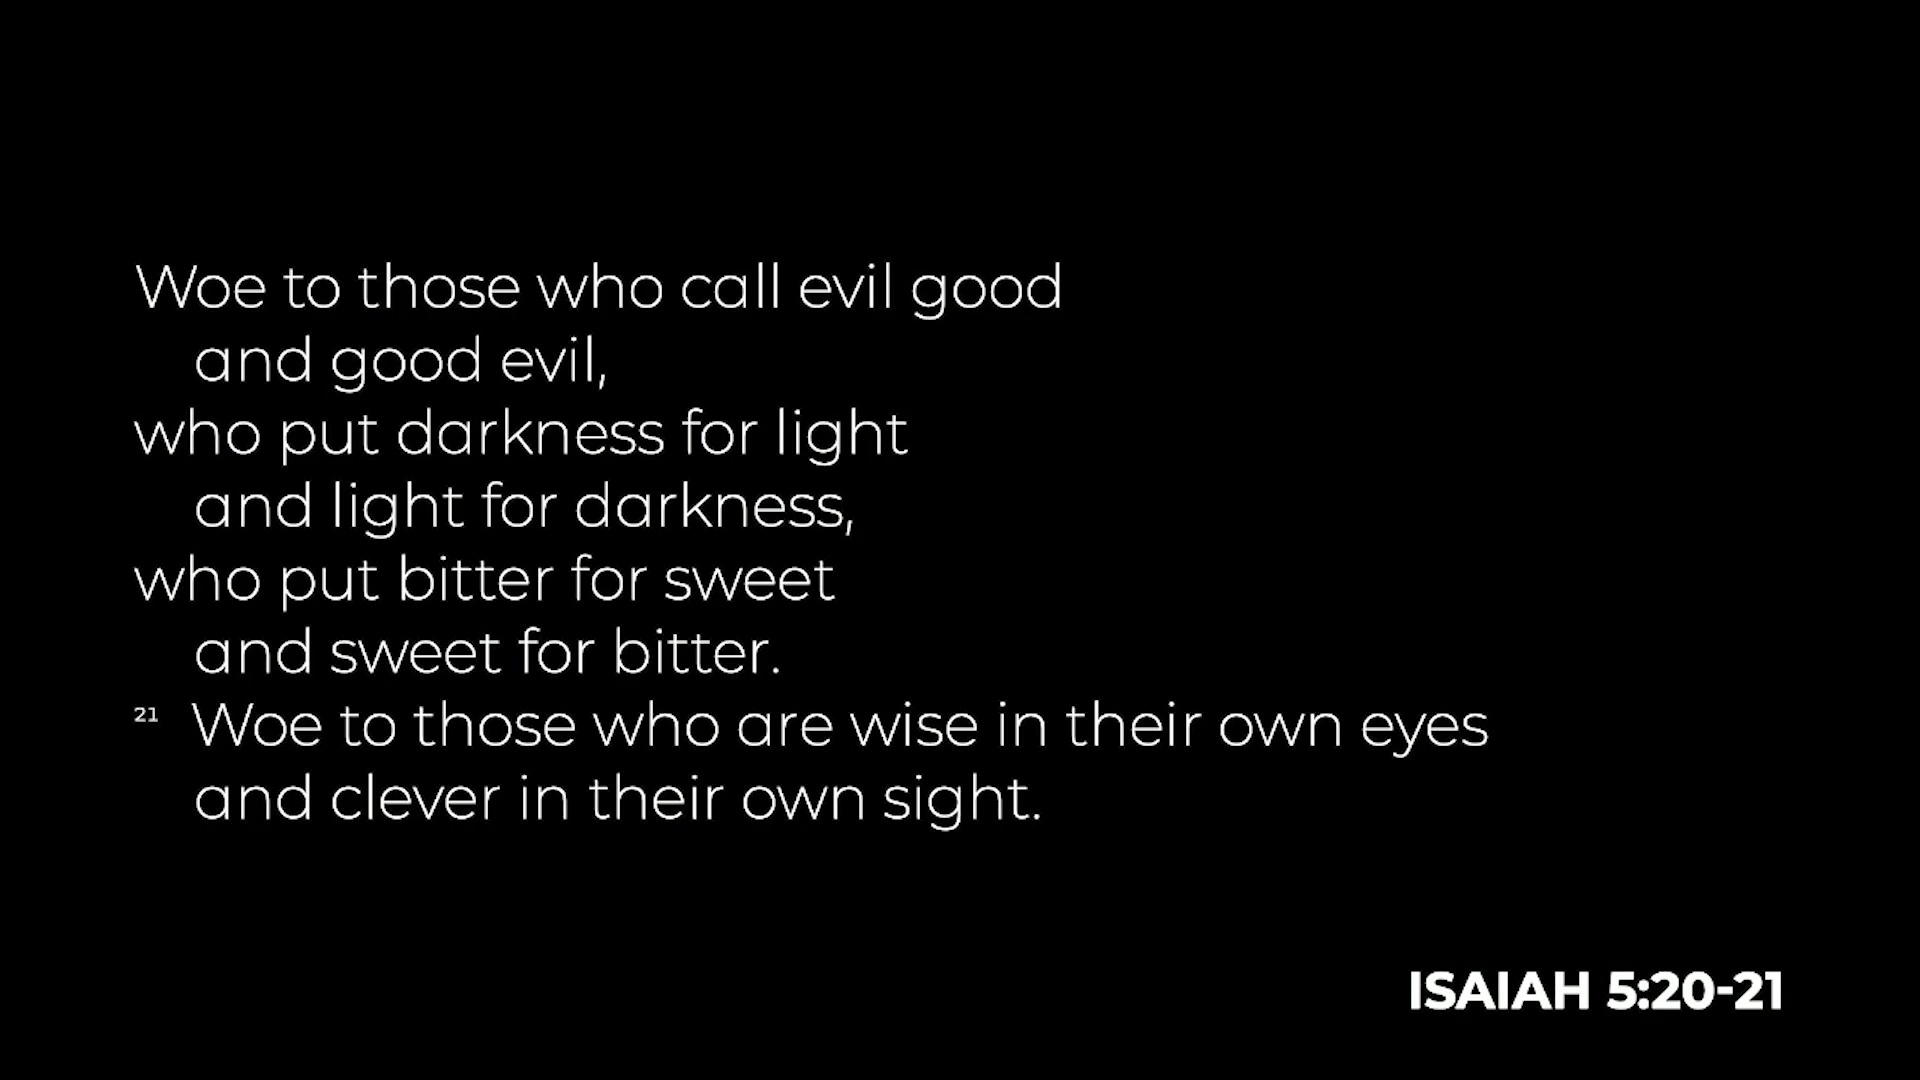 Woe to those who call evil good
and good evil,
who put darkness for light
and light for darkness,
who put bitter for sweet
and sweet for bitter.
21 Woe to those who are wise in their own eyes
and clever in their own sight.
ISAIAH 5:20-21